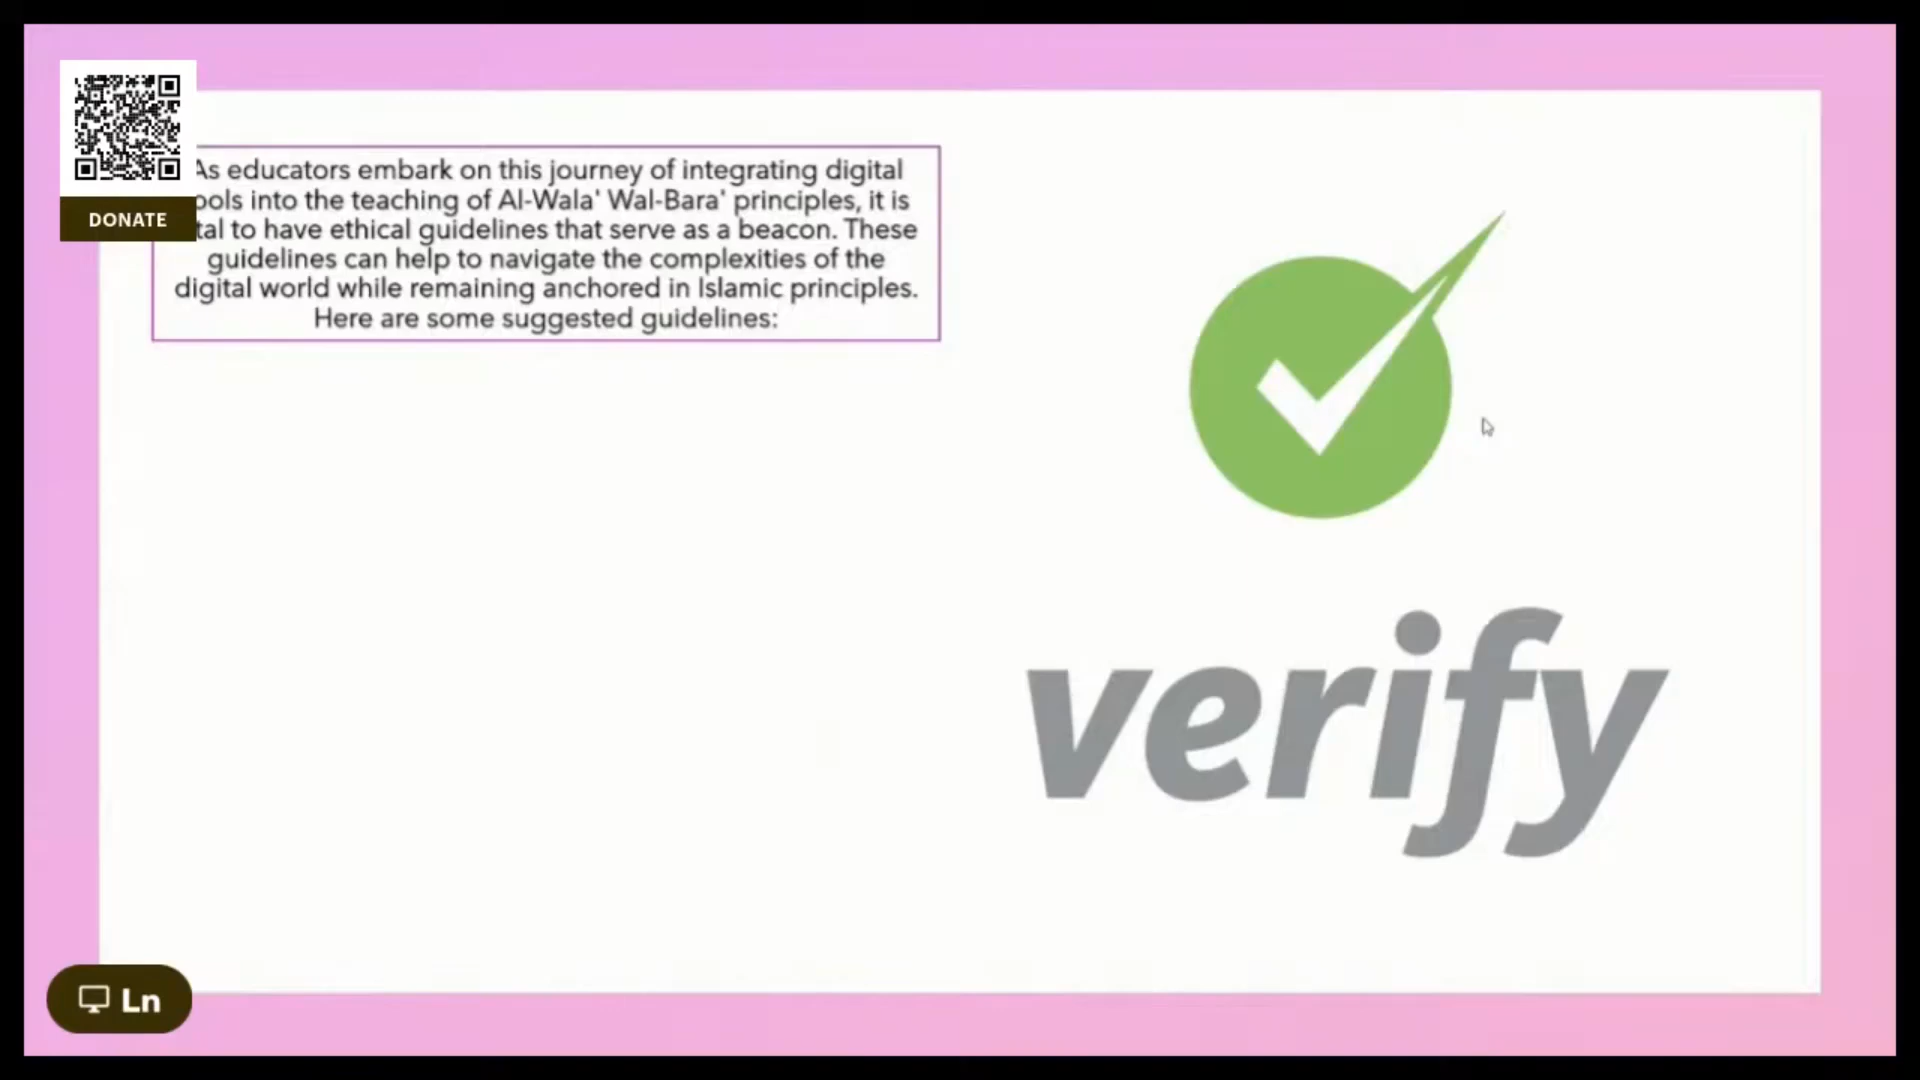 DONATE
As educators embark on this journey of integrating digital
into the teaching of Al-Wala' Wal-Bara' principles, it is
to have ethical guidelines that serve as a beacon. These
guidelines can help to navigate the complexities of the
digital world while remaining anchored in Islamic principles.
Here are some suggested guidelines:
verify
Ln